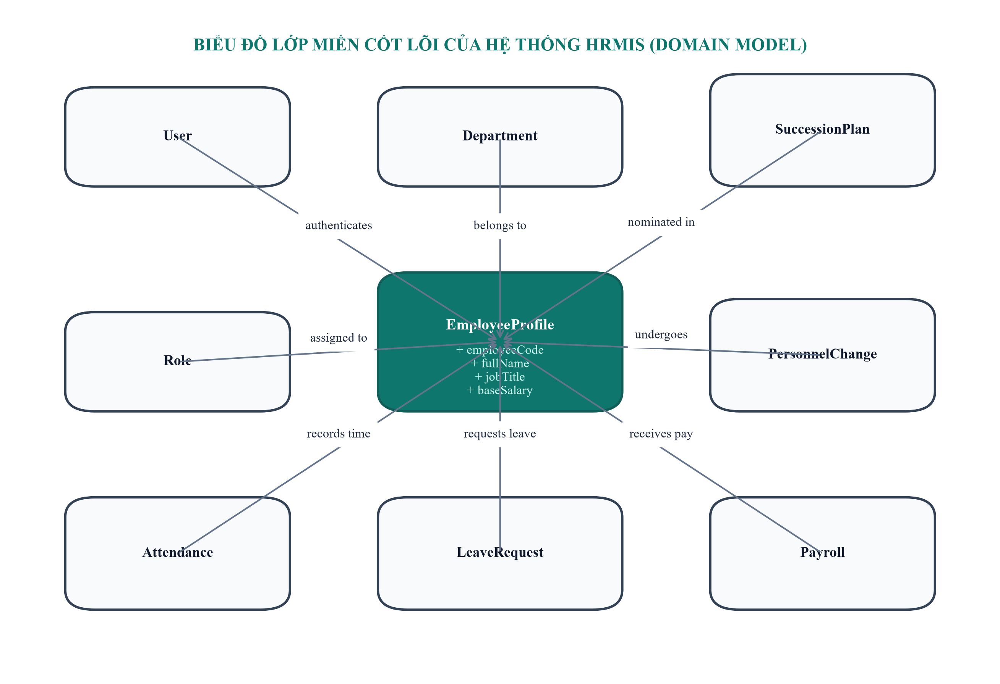 BIỂU ĐỒ LỚP MIỀN CỐT LÕI CỦA HỆ THỐNG HRMIS (DOMAIN MODEL)
User
Department
SuccessionPlan
authenticates
belongs to
nominated in
Role
assigned to
EmployeeProfile
+ employeeCode
+ fullName
+ jobTitle
+ baseSalary
undergoes
PersonnelChange
records time
requests leave
receives pay
Attendance
LeaveRequest
Payroll